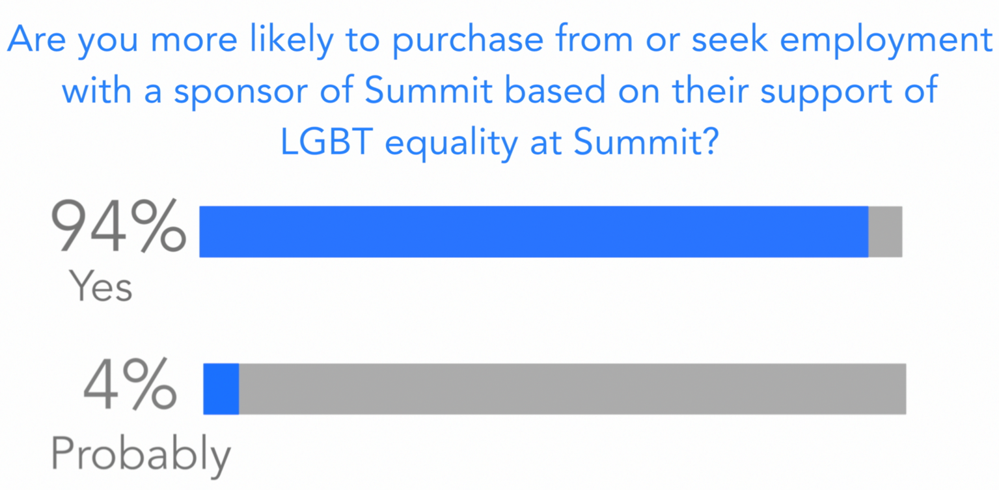 Are you more likely to purchase from or seek employment
with a sponsor of Summit based on their support of
LGBT equality at Summit?
94%
Yes
4%
Probably